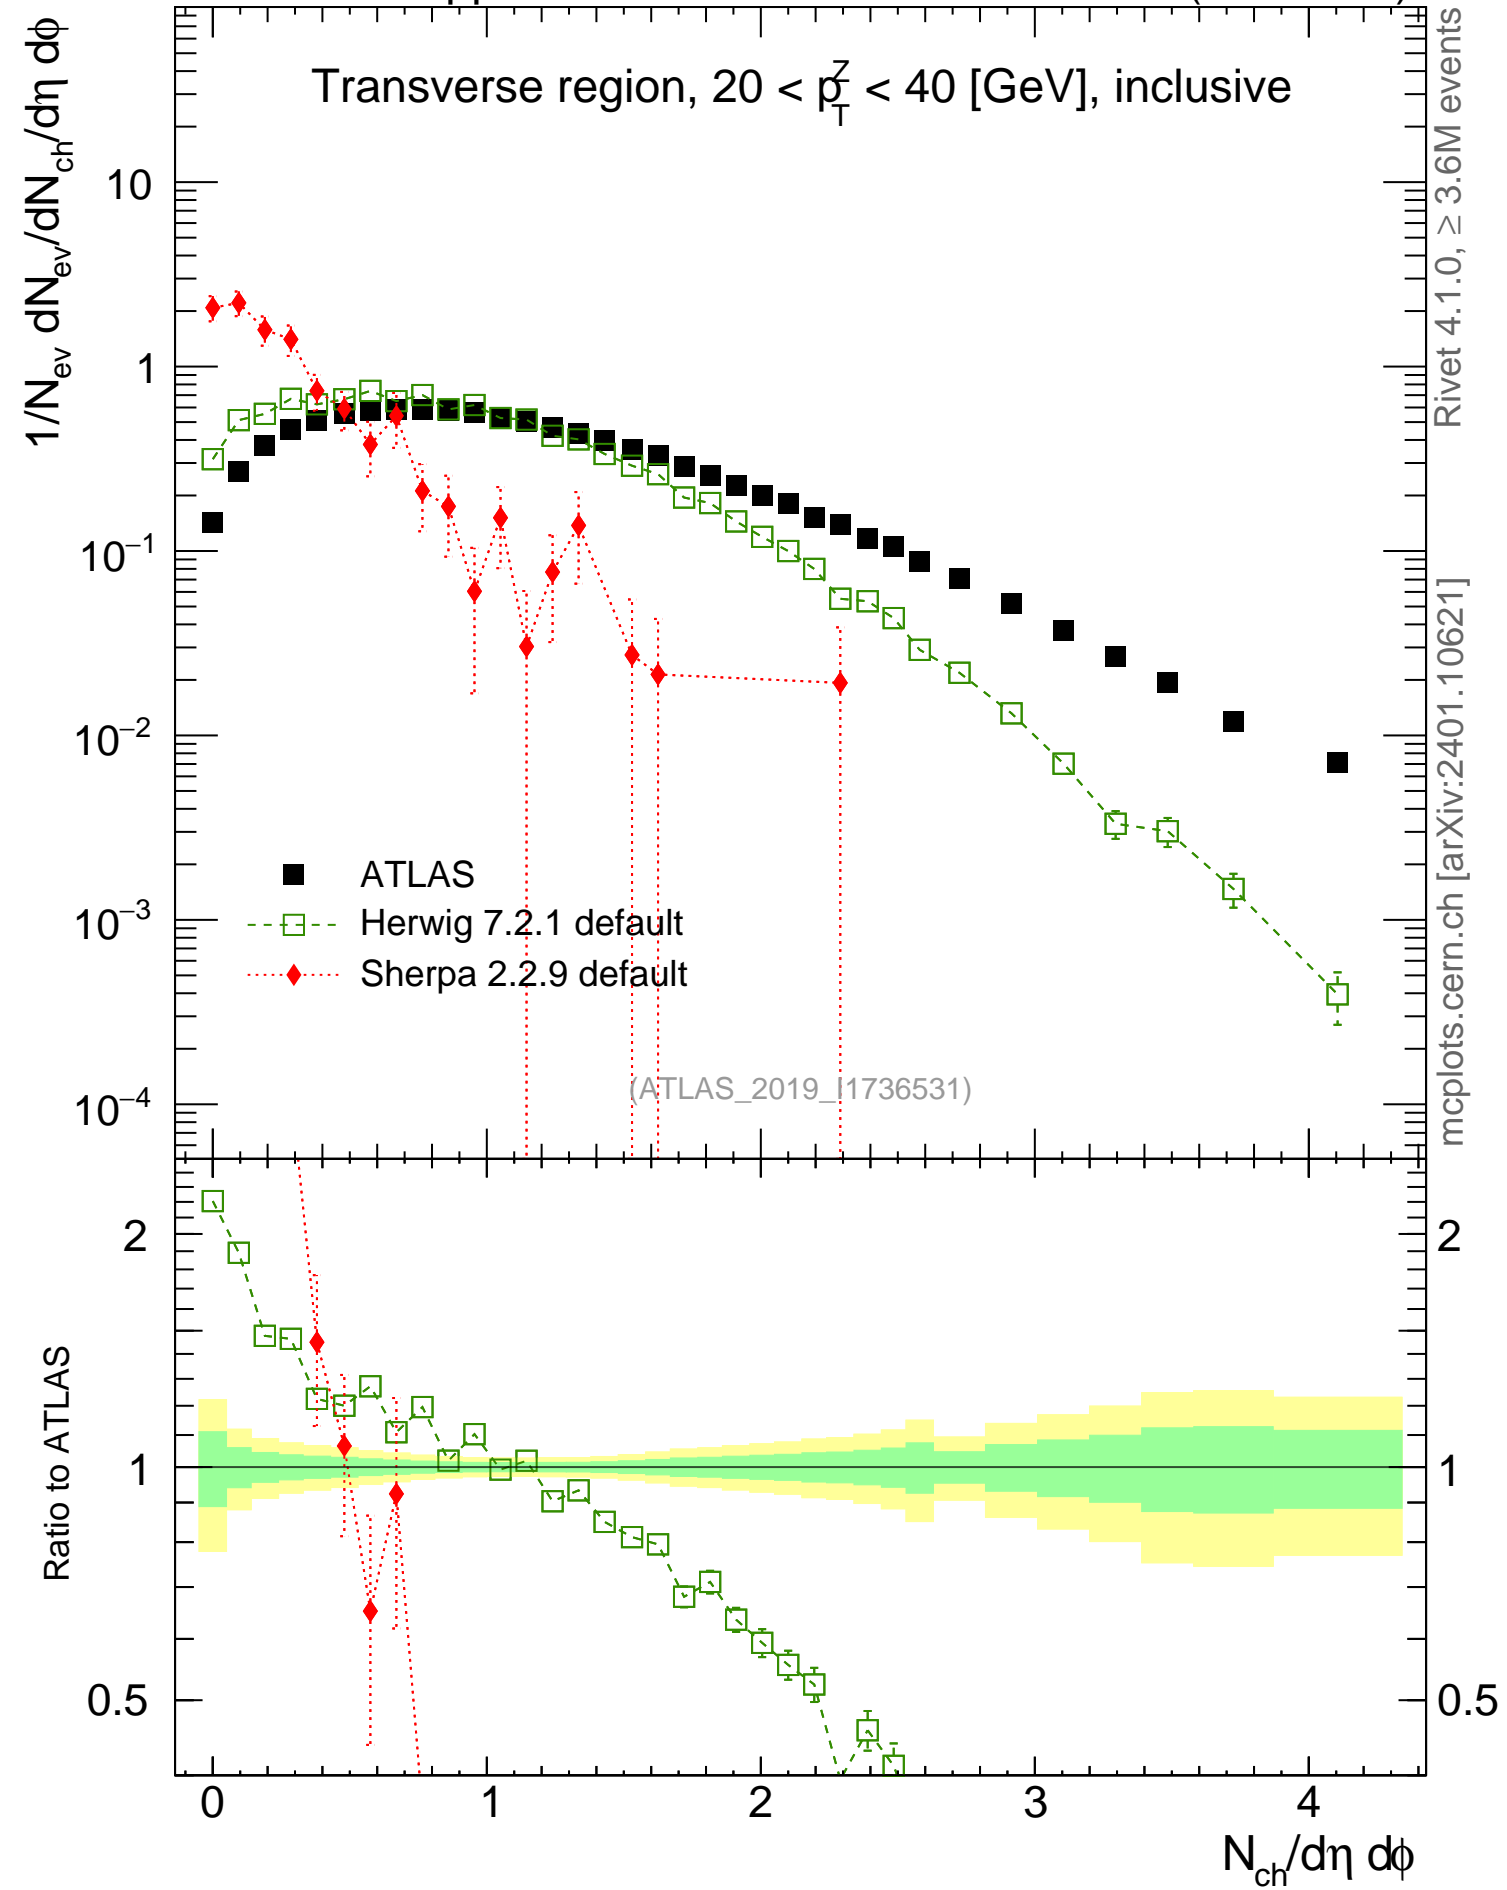 Transverse region, 20 < p_T^Z < 40 [GeV], inclusive
1/N_ev dN_ev/dN_ch/dη dϕ
10
1
10^−1
10^−2
10^−3
10^−4
ATLAS
Herwig 7.2.1 default
Sherpa 2.2.9 default
(ATLAS_2019_I1736531)
Rivet 4.1.0, ≥ 3.6M events
mcplots.cern.ch [arXiv:2401.10621]
Ratio to ATLAS
2
1
0.5
2
1
0.5
0 1 2 3 4
N_ch/dη dϕ